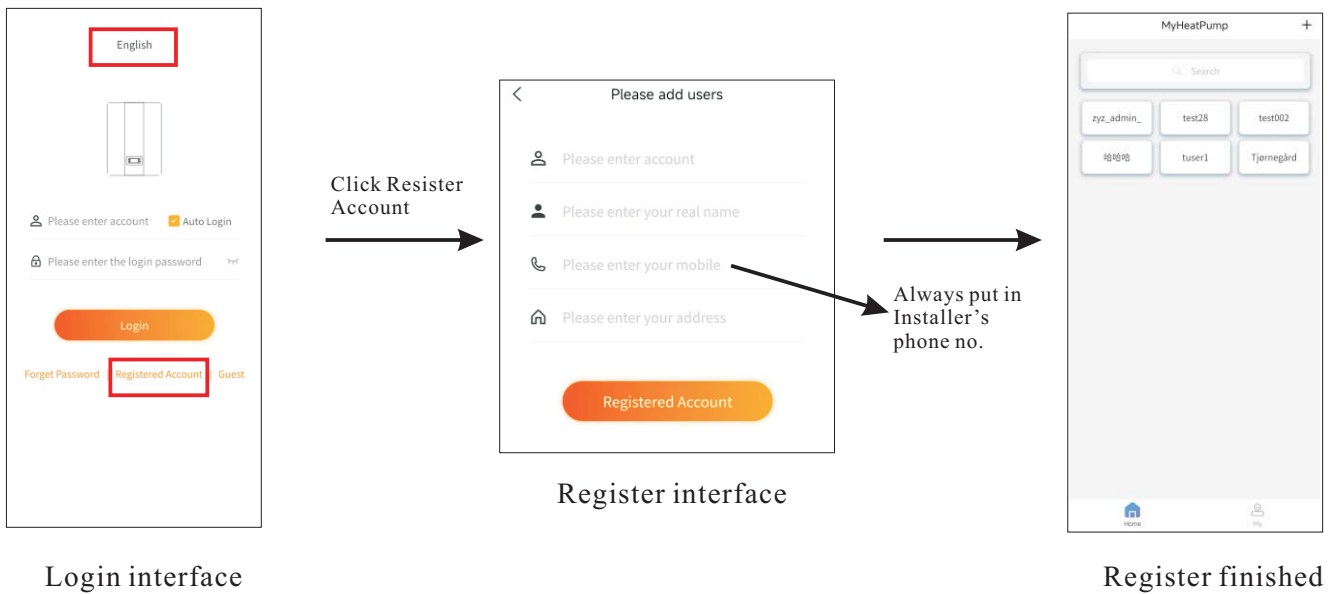 English
Please enter account
Auto Login
Please enter the login password
Login
Forget Password | Registered Account | Guest
Login interface
Click Resister
Account
Please add users
Please enter account
Please enter your real name
Please enter your mobile
Please enter your address
Registered Account
Register interface
Always put in
Installer’s
phone no.
MyHeatPump +
Search
zyz_admin_ test28 test002
哈哈哈 tuser1 Tjørnegård
Home My
Register finished